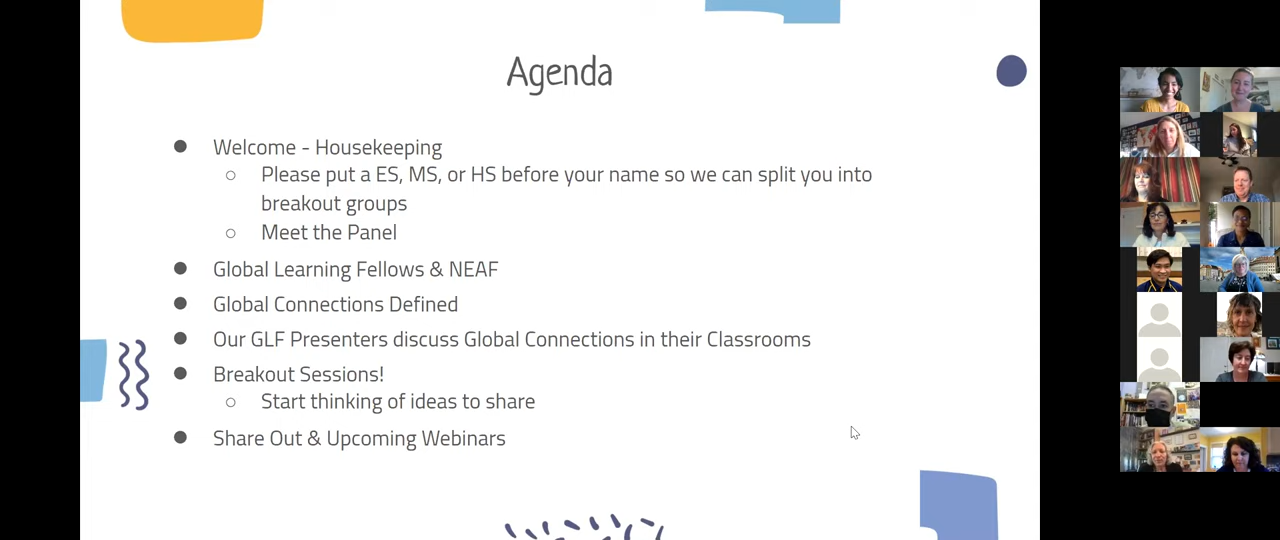 Agenda
Welcome - Housekeeping
Please put a ES, MS, or HS before your name so we can split you into
breakout groups
Meet the Panel
Global Learning Fellows & NEAF
Global Connections Defined
Our GLF Presenters discuss Global Connections in their Classrooms
Breakout Sessions!
Start thinking of ideas to share
Share Out & Upcoming Webinars